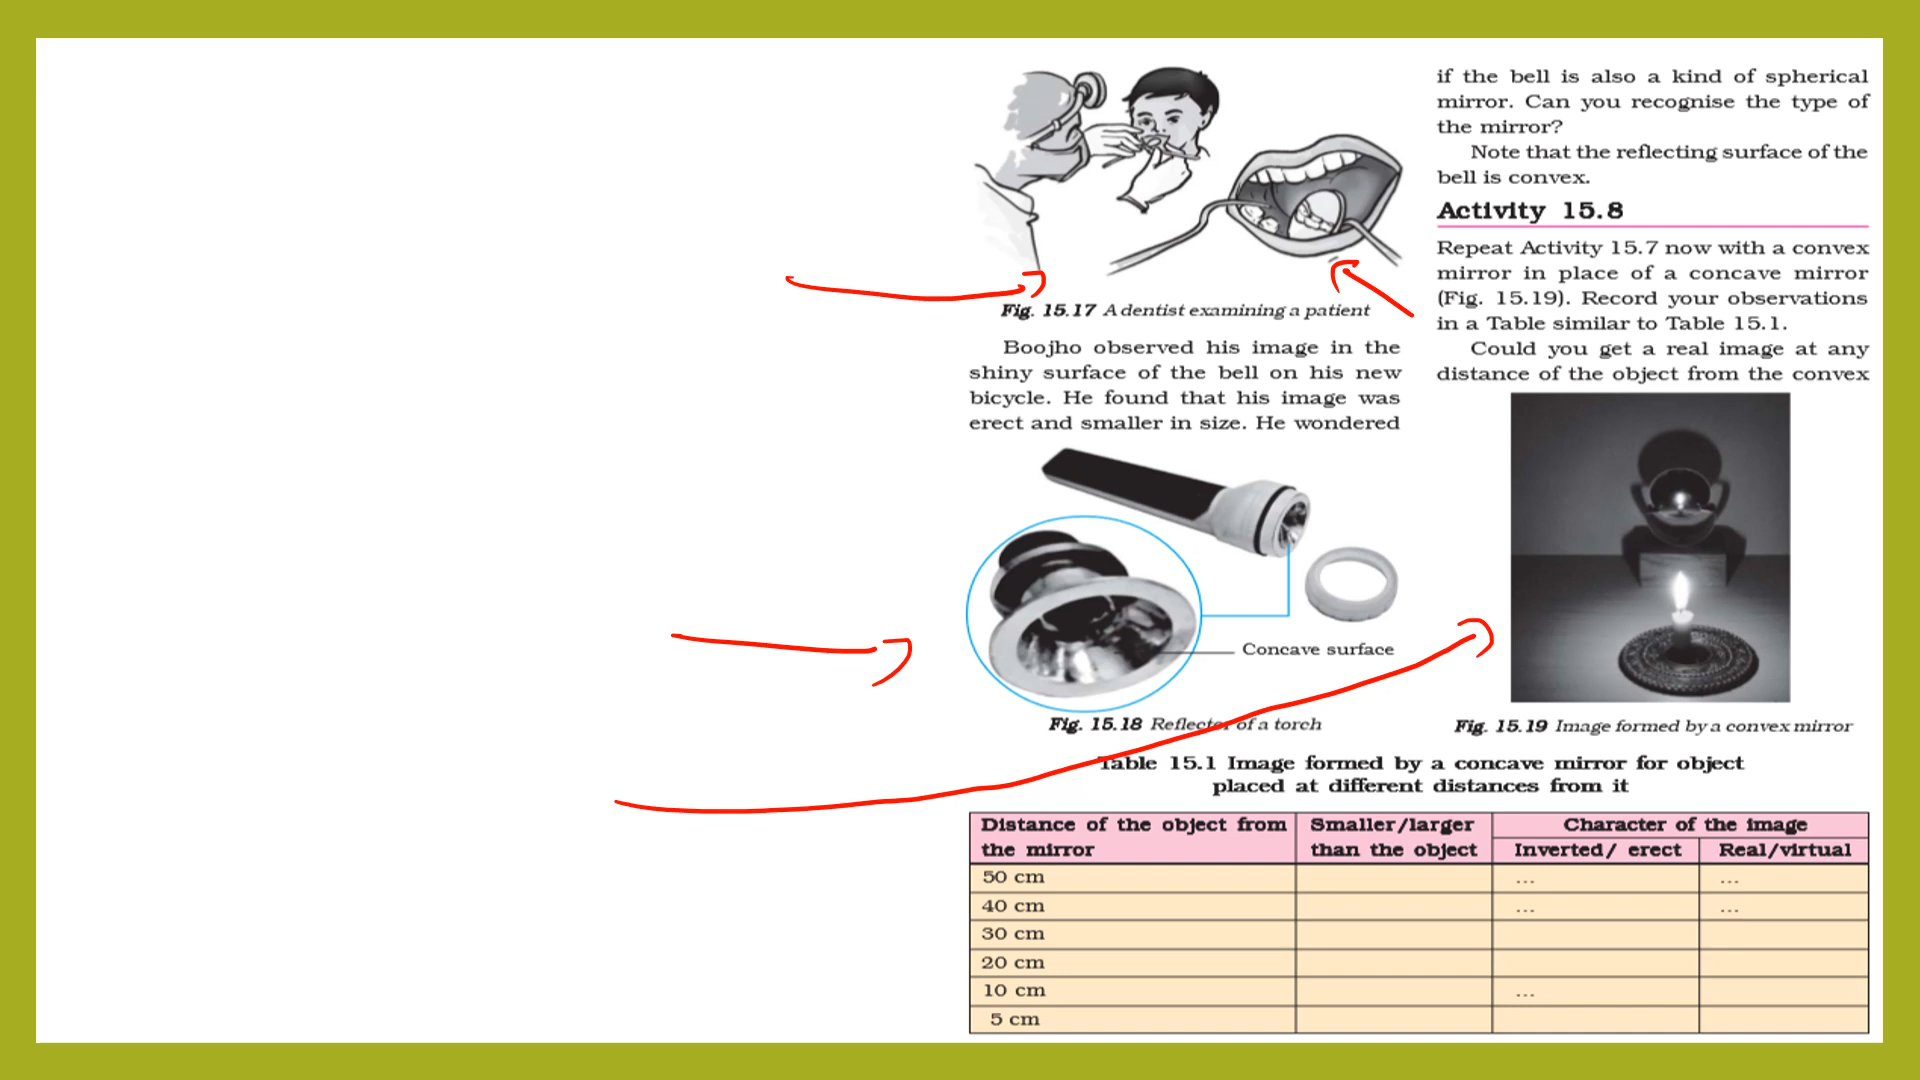 Fig. 15.17 A dentist examining a patient
Boojho observed his image in the
shiny surface of the bell on his new
bicycle. He found that his image was
erect and smaller in size. He wondered
Concave surface
Fig. 15.18 Reflector of a torch
if the bell is also a kind of spherical
mirror. Can you recognise the type of
the mirror?
Note that the reflecting surface of the
bell is convex.
Activity 15.8
Repeat Activity 15.7 now with a convex
mirror in place of a concave mirror
(Fig. 15.19). Record your observations
in a Table similar to Table 15.1.
Could you get a real image at any
distance of the object from the convex
Fig. 15.19 Image formed by a convex mirror
Table 15.1 Image formed by a concave mirror for object
placed at different distances from it
Distance of the object from the mirror Smaller/larger than the object Character of the image
Inverted/ erect Real/virtual
50 cm ... ...
40 cm ... ...
30 cm
20 cm
10 cm ...
5 cm